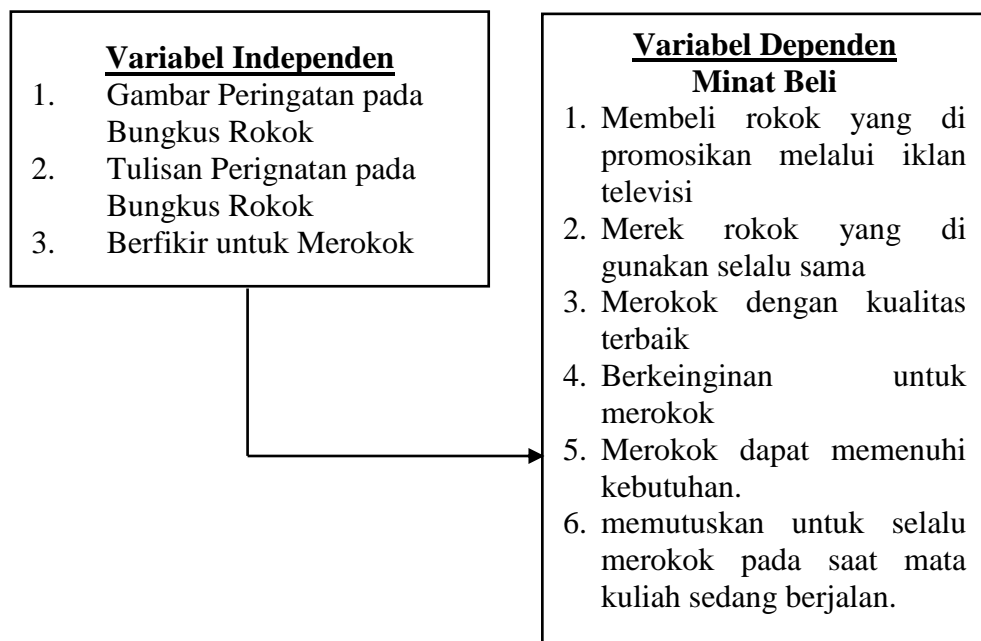 Variabel Independen
1. Gambar Peringatan pada
Bungkus Rokok
2. Tulisan Perignatan pada
Bungkus Rokok
3. Berfikir untuk Merokok
Variabel Dependen
Minat Beli
1. Membeli rokok yang di
promosikan melalui iklan
televisi
2. Merek rokok yang di
gunakan selalu sama
3. Merokok dengan kualitas
terbaik
4. Berkeinginan untuk
merokok
5. Merokok dapat memenuhi
kebutuhan.
6. memutuskan untuk selalu
merokok pada saat mata
kuliah sedang berjalan.